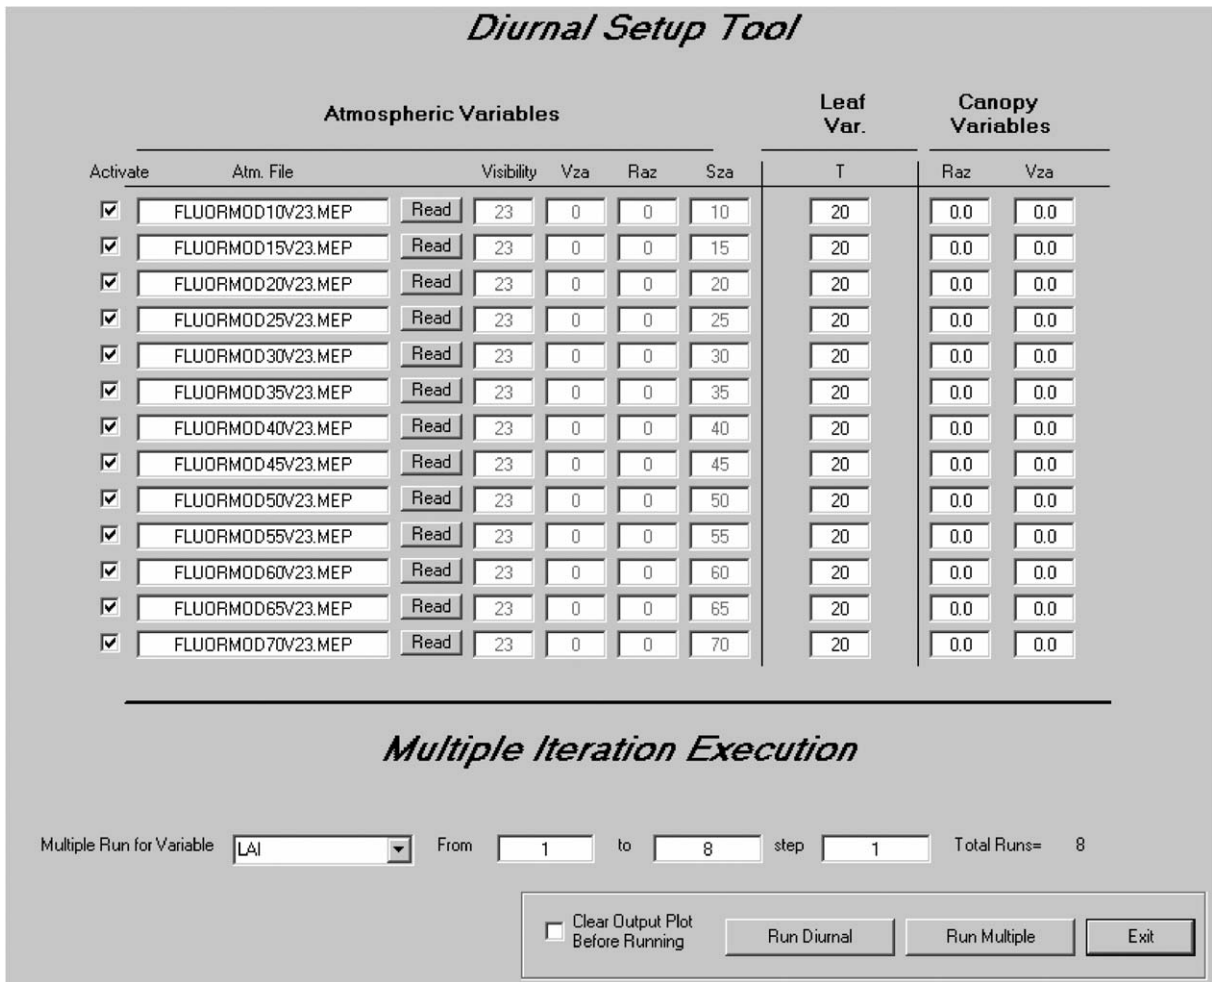 Diurnal Setup Tool
Atmospheric Variables Leaf Var. Canopy Variables
Activate Atm. File Visibility Vza Raz Sza T Raz Vza
FLUORMOD10V23.MEP Read 23 0 0 10 20 0.0 0.0
FLUORMOD15V23.MEP Read 23 0 0 15 20 0.0 0.0
FLUORMOD20V23.MEP Read 23 0 0 20 20 0.0 0.0
FLUORMOD25V23.MEP Read 23 0 0 25 20 0.0 0.0
FLUORMOD30V23.MEP Read 23 0 0 30 20 0.0 0.0
FLUORMOD35V23.MEP Read 23 0 0 35 20 0.0 0.0
FLUORMOD40V23.MEP Read 23 0 0 40 20 0.0 0.0
FLUORMOD45V23.MEP Read 23 0 0 45 20 0.0 0.0
FLUORMOD50V23.MEP Read 23 0 0 50 20 0.0 0.0
FLUORMOD55V23.MEP Read 23 0 0 55 20 0.0 0.0
FLUORMOD60V23.MEP Read 23 0 0 60 20 0.0 0.0
FLUORMOD65V23.MEP Read 23 0 0 65 20 0.0 0.0
FLUORMOD70V23.MEP Read 23 0 0 70 20 0.0 0.0
Multiple Iteration Execution
Multiple Run for Variable LAI From 1 to 8 step 1 Total Runs= 8
Clear Output Plot
Before Running Run Diurnal Run Multiple Exit